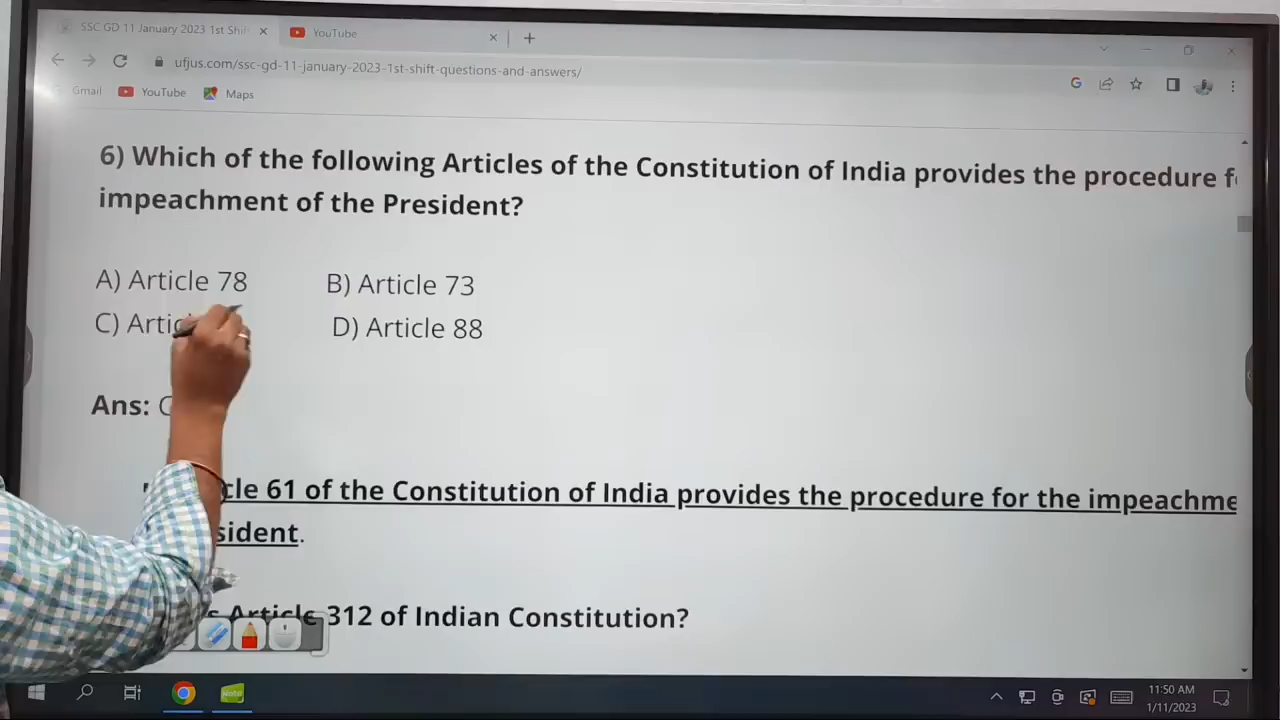 SSC GD 11 January 2023 1st Shi
YouTube
ufjus.com/ssc-gd-11-january-2023-1st-shift-questions-and-answers/
Gmail YouTube Maps
6) Which of the following Articles of the Constitution of India provides the procedure f
impeachment of the President?
A) Article 78 B) Article 73
C) Artic D) Article 88
Ans: C
cle 61 of the Constitution of India provides the procedure for the impeachme
sident.
s Article 312 of Indian Constitution?
11:50 AM
1/11/2023